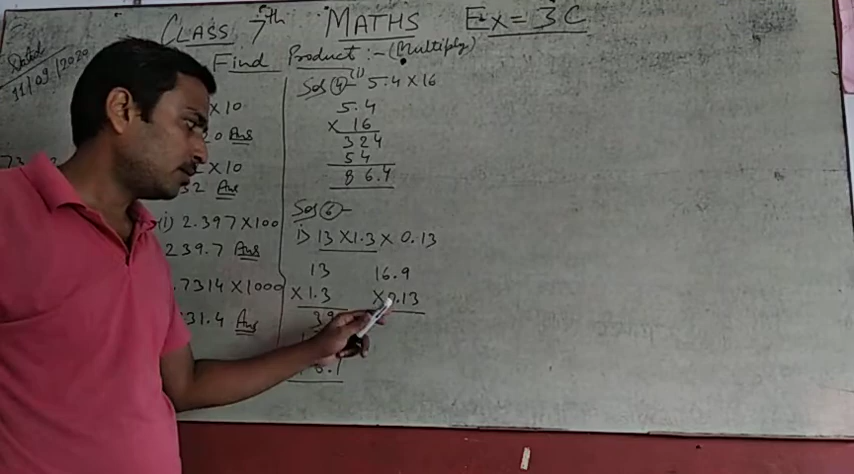 CLASS 7th MATHS Ex = 3C
Dated 11/09/2020
Find Product :- (Multiply)
× 10
0 Ans
× 10
32 Ans
(i) 2.397 × 100
239.7 Ans
.7314 × 1000
31.4 Ans
Sol (4) (i) 5.4 × 16
5.4
× 16
324
54
86.4
Sol (6) -
i) 13 × 1.3 × 0.13
13
× 1.3
39
16.9
× 0.13